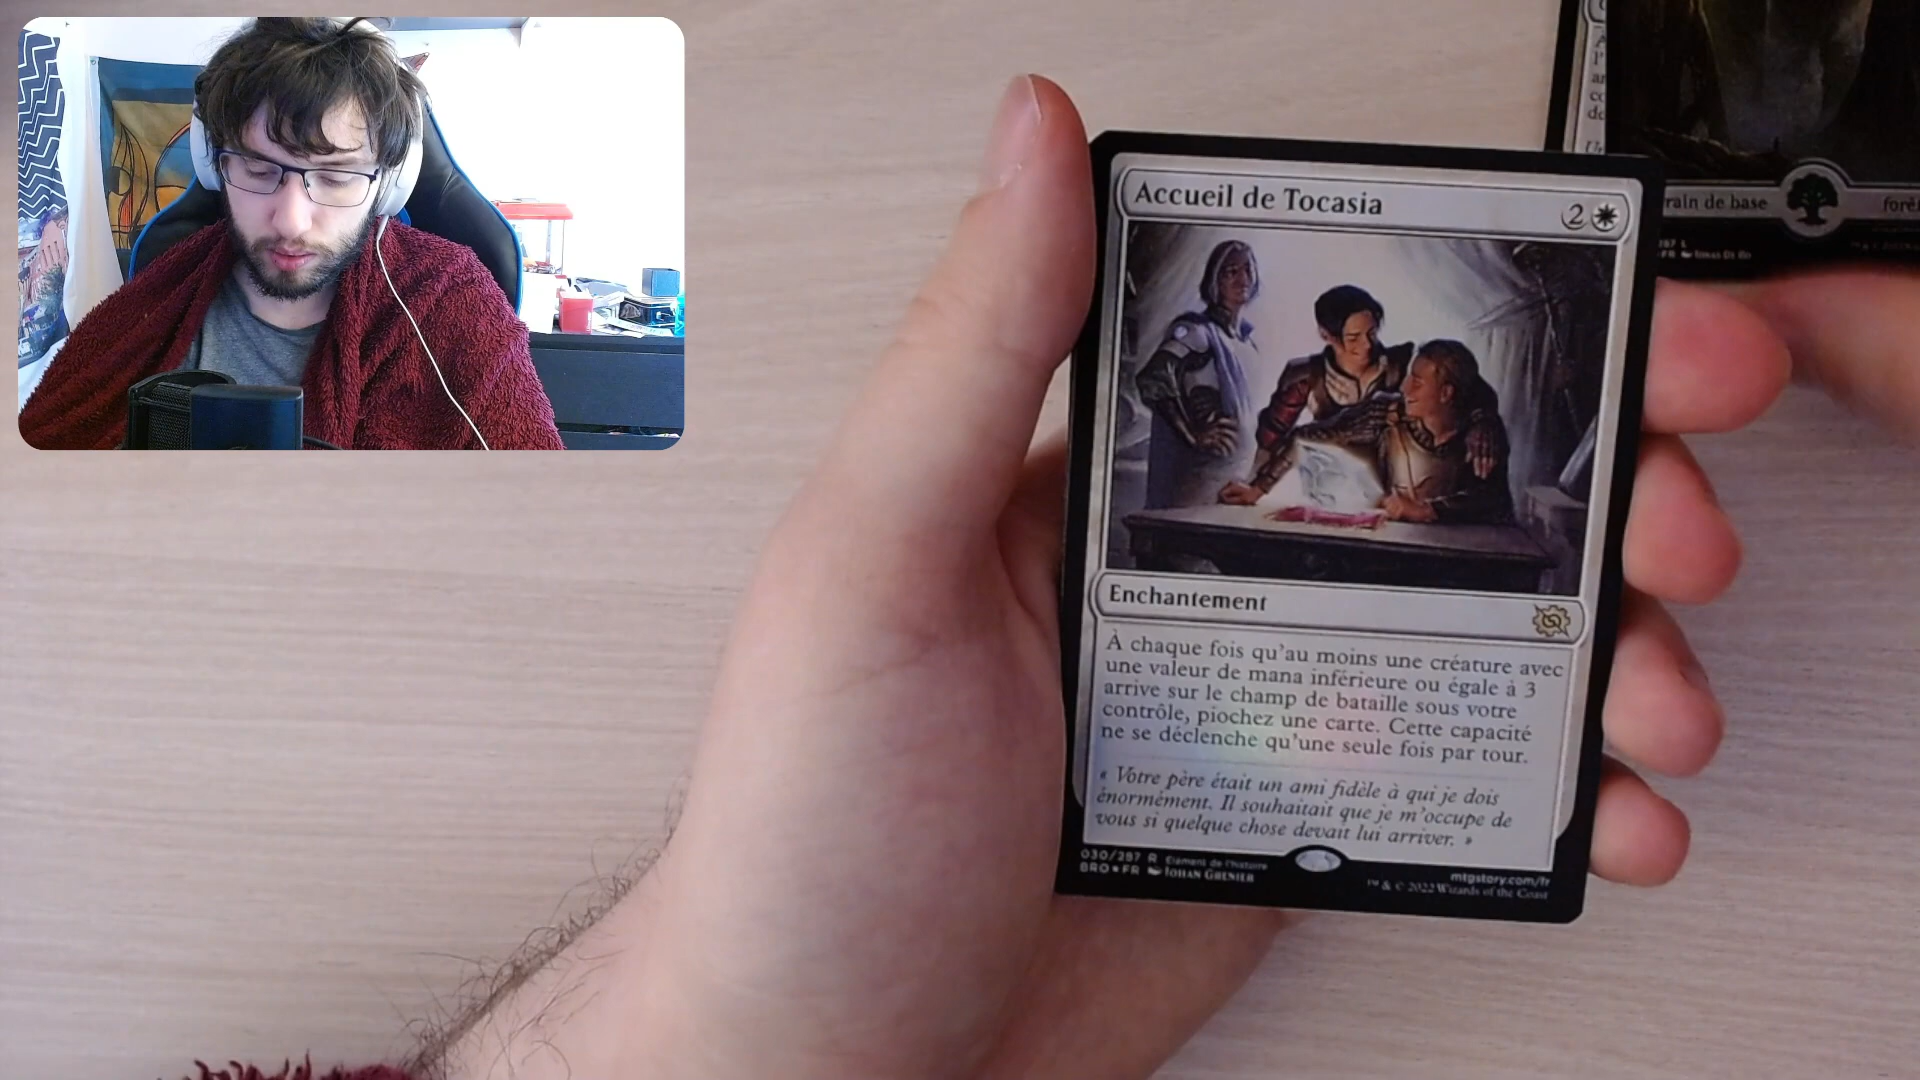 Accueil de Tocasia
2
Enchantement
À chaque fois qu'au moins une créature avec
une valeur de mana inférieure ou égale à 3
arrive sur le champ de bataille sous votre
contrôle, piochez une carte. Cette capacité
ne se déclenche qu'une seule fois par tour.
« Votre père était un ami fidèle à qui je dois
énormément. Il souhaitait que je m'occupe de
vous si quelque chose devait lui arriver. »
030/287 R Élément de l'histoire
BRO★FR
mtgstory.com/fr
™ & © 2022 Wizards of the Coast
rain de base
forê